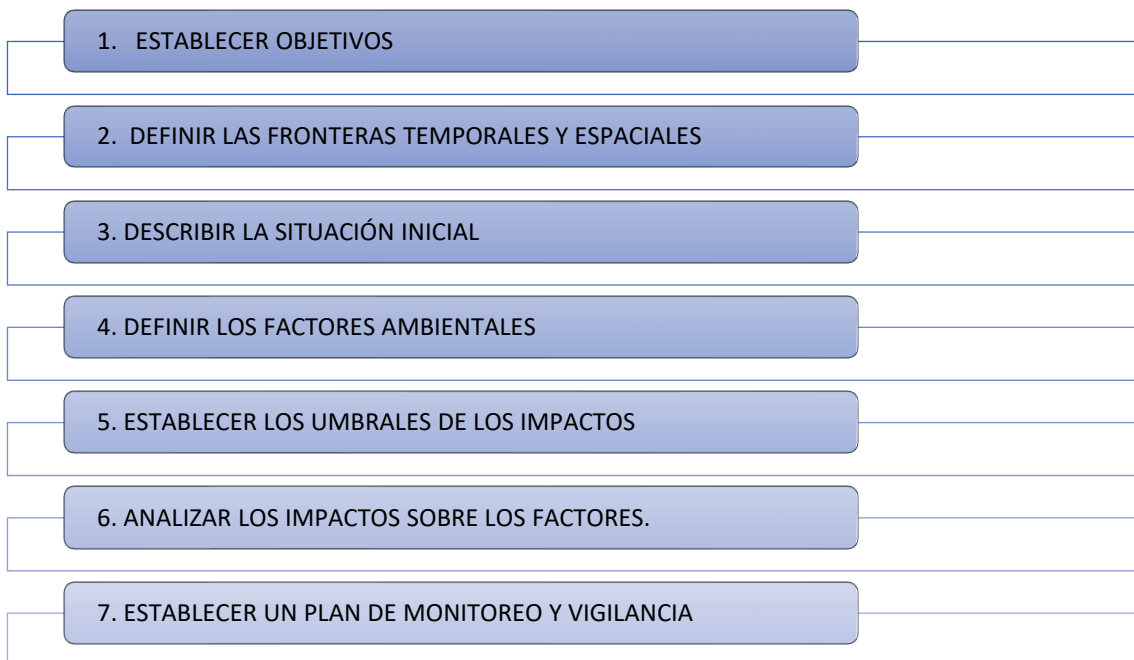 1. ESTABLECER OBJETIVOS
2. DEFINIR LAS FRONTERAS TEMPORALES Y ESPACIALES
3. DESCRIBIR LA SITUACIÓN INICIAL
4. DEFINIR LOS FACTORES AMBIENTALES
5. ESTABLECER LOS UMBRALES DE LOS IMPACTOS
6. ANALIZAR LOS IMPACTOS SOBRE LOS FACTORES.
7. ESTABLECER UN PLAN DE MONITOREO Y VIGILANCIA